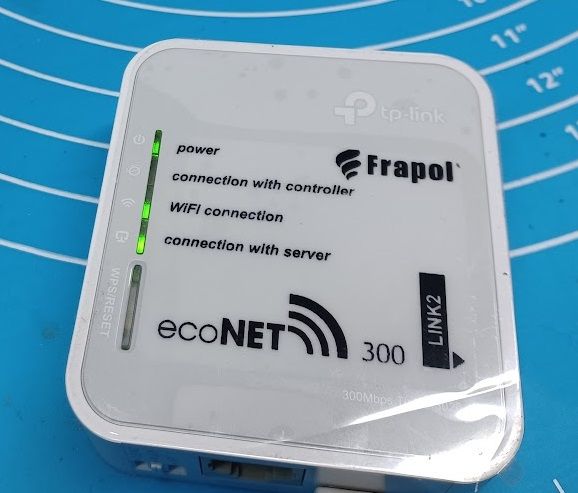 11"
12"
tp-link
power
Frapol
connection with controller
WiFi connection
connection with server
WPS/RESET
ecoNET 300
LINK2
300Mbps